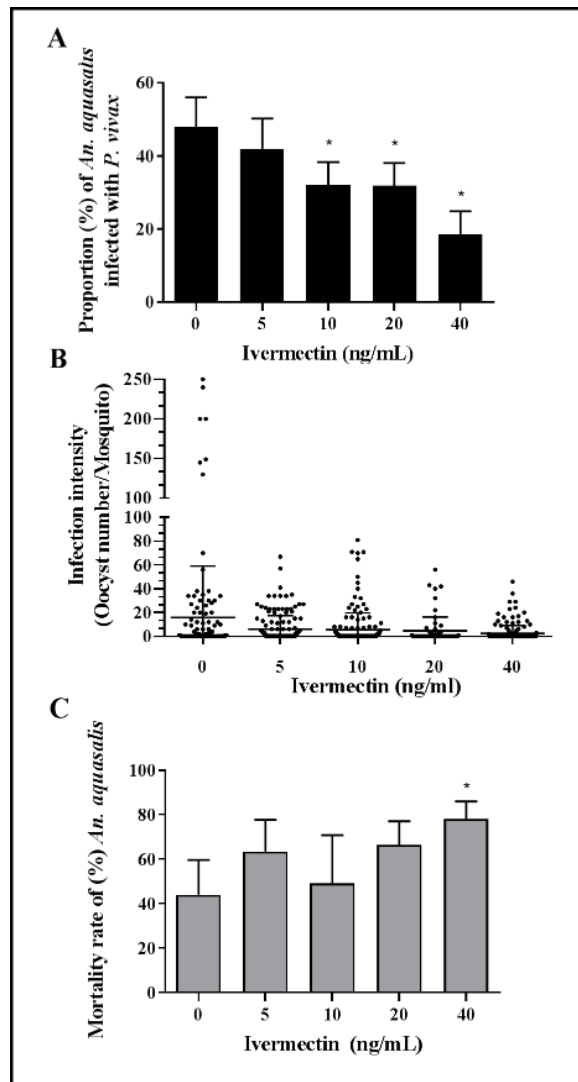 A
Proportion (%) of An. aquasalis
infected with P. vivax
60
40
20
0
* * *
0 5 10 20 40
Ivermectin (ng/mL)
B
Infection intensity
(Oocyst number/Mosquito)
250
200
150
100
100
80
60
40
20
0
0 5 10 20 40
Ivermectin (ng/ml)
C
Mortality rate of (%) An. aquasalis
100
80
60
40
20
0
*
0 5 10 20 40
Ivermectin (ng/mL)